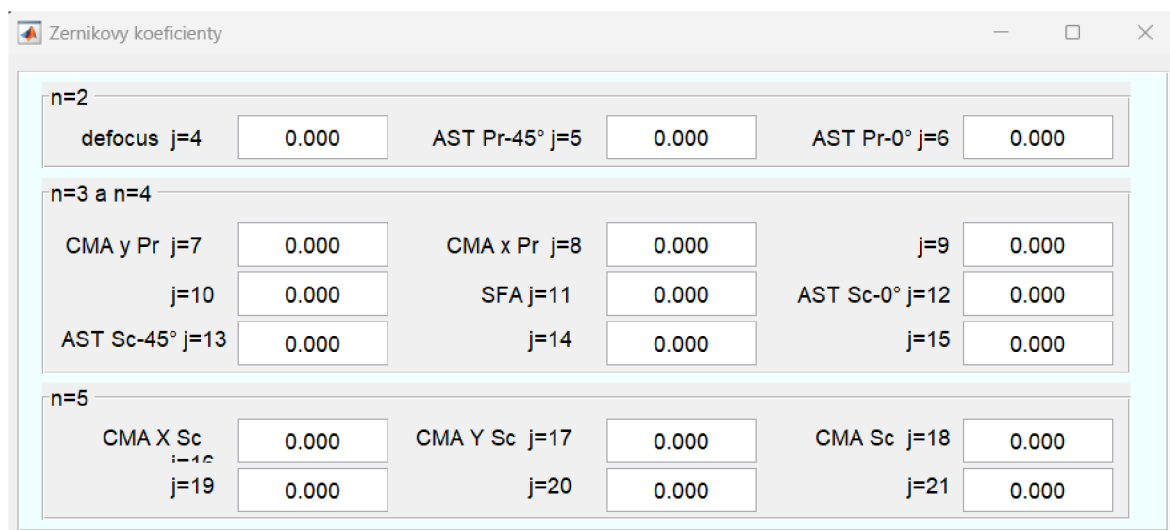 Zernikovy koeficienty
n=2
defocus j=4 0.000 AST Pr-45° j=5 0.000 AST Pr-0° j=6 0.000
n=3 a n=4
CMA y Pr j=7 0.000 CMA x Pr j=8 0.000 j=9 0.000
j=10 0.000 SFA j=11 0.000 AST Sc-0° j=12 0.000
AST Sc-45° j=13 0.000 j=14 0.000 j=15 0.000
n=5
CMA X Sc 0.000 CMA Y Sc j=17 0.000 CMA Sc j=18 0.000
j=16
j=19 0.000 j=20 0.000 j=21 0.000